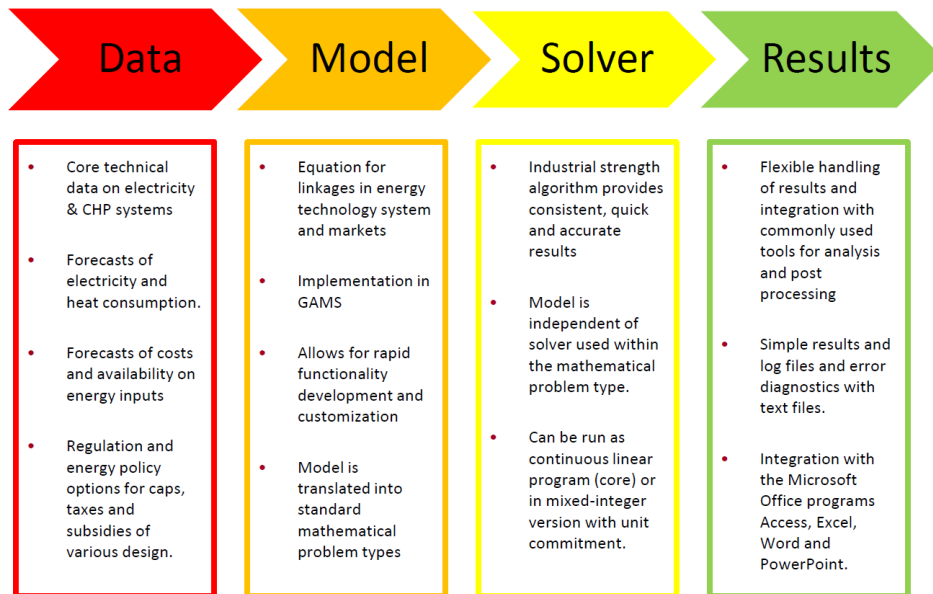 Data
Model
Solver
Results
• Core technical
data on electricity
& CHP systems
• Forecasts of
electricity and
heat consumption.
• Forecasts of costs
and availability on
energy inputs
• Regulation and
energy policy
options for caps,
taxes and
subsidies of
various design.
• Equation for
linkages in energy
technology system
and markets
• Implementation in
GAMS
• Allows for rapid
functionality
development and
customization
• Model is
translated into
standard
mathematical
problem types
• Industrial strength
algorithm provides
consistent, quick
and accurate
results
• Model is
independent of
solver used within
the mathematical
problem type.
• Can be run as
continuous linear
program (core) or
in mixed-integer
version with unit
commitment.
• Flexible handling
of results and
integration with
commonly used
tools for analysis
and post
processing
• Simple results and
log files and error
diagnostics with
text files.
• Integration with
the Microsoft
Office programs
Access, Excel,
Word and
PowerPoint.